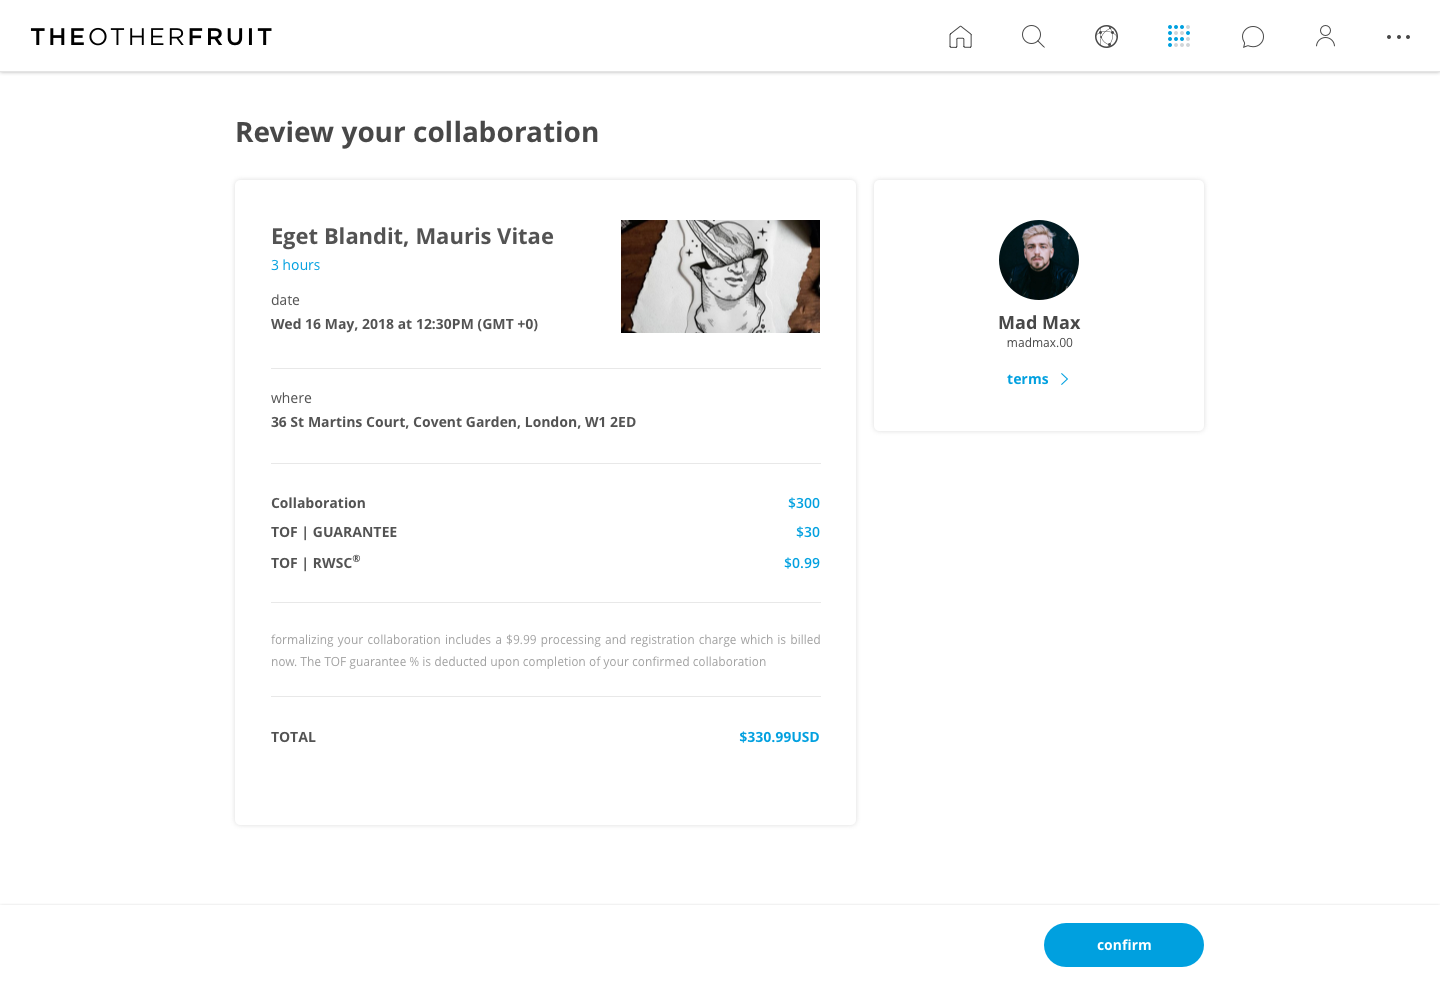 THEOTHERFRUIT
Review your collaboration
Eget Blandit, Mauris Vitae
3 hours
date
Wed 16 May, 2018 at 12:30PM (GMT +0)
where
36 St Martins Court, Covent Garden, London, W1 2ED
Collaboration $300
TOF | GUARANTEE $30
TOF | RWSC® $0.99
formalizing your collaboration includes a $9.99 processing and registration charge which is billed
now. The TOF guarantee % is deducted upon completion of your confirmed collaboration
TOTAL $330.99USD
Mad Max
madmax.00
terms
confirm